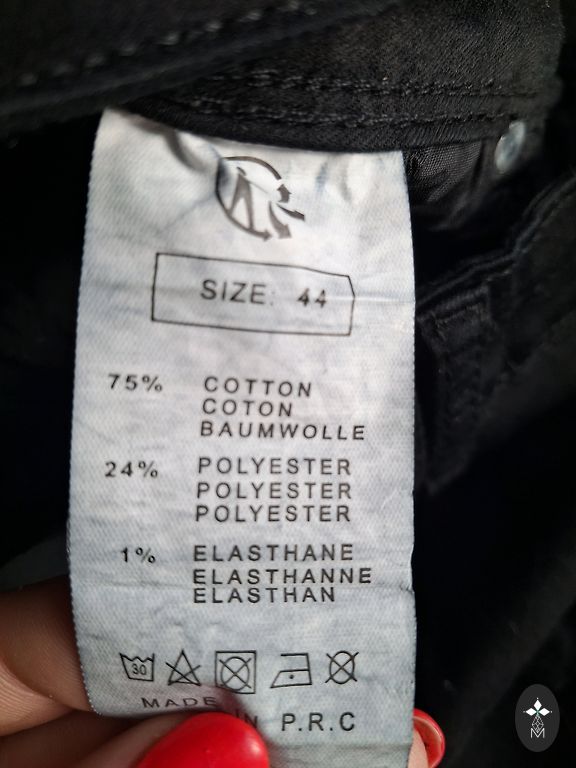 SIZE: 44
75% COTTON
COTON
BAUMWOLLE
24% POLYESTER
POLYESTER
POLYESTER
1% ELASTHANE
ELASTHANNE
ELASTHAN
30
MADE IN P.R.C